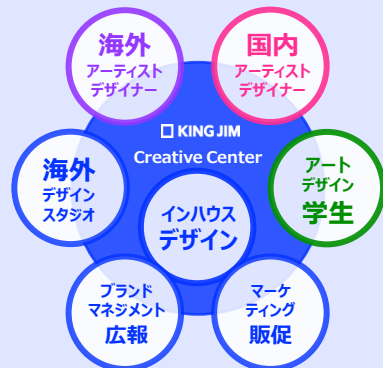 海外
アーティスト
デザイナー
国内
アーティスト
デザイナー
KING JIM
Creative Center
海外
デザイン
スタジオ
アート
デザイン
学生
インハウス
デザイン
ブランド
マネジメント
広報
マーケ
ティング
販促